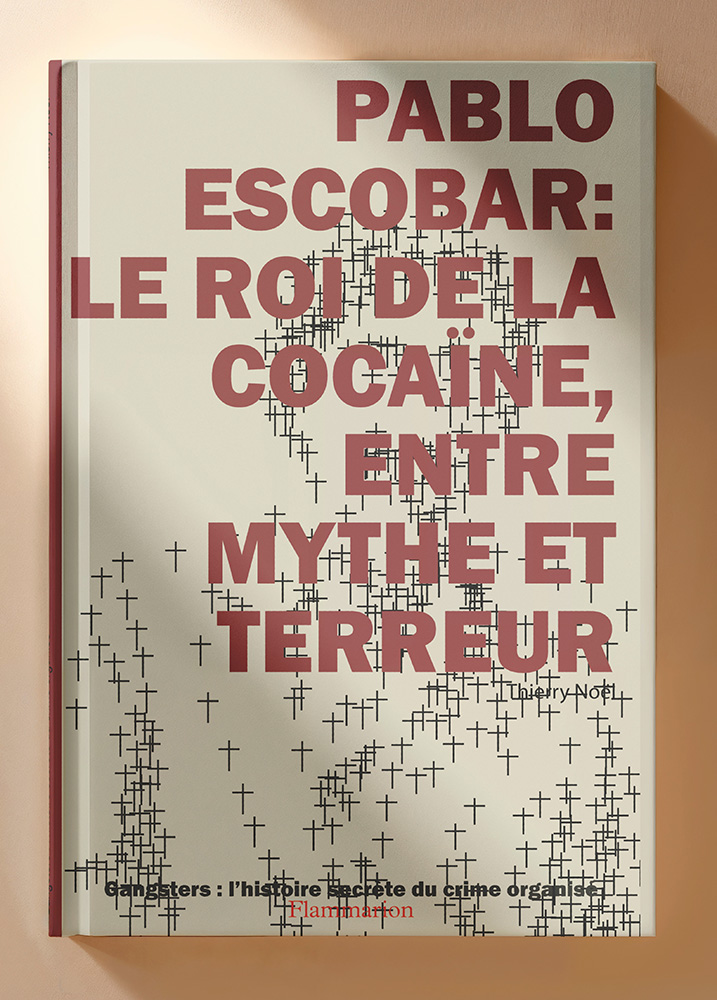 PABLO
ESCOBAR:
LE ROI DE LA
COCAÏNE,
ENTRE
MYTHE ET
TERREUR
Thierry Noël
Gangsters : l'histoire secrète du crime organisé
Flammarion